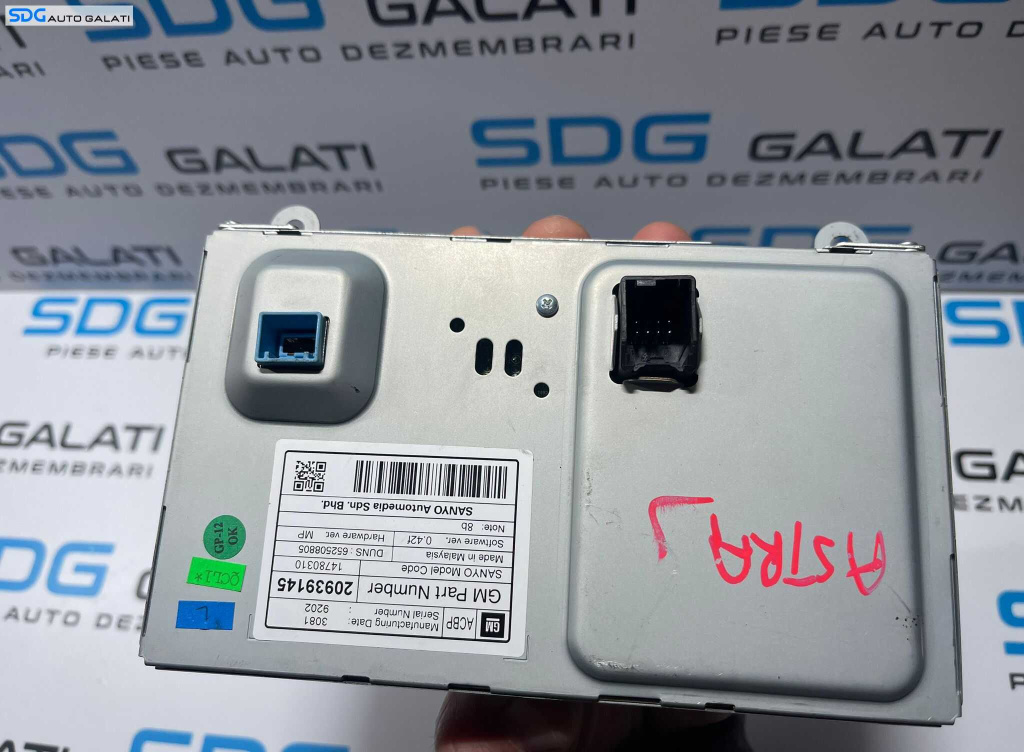 SDG AUTO GALATI
SDG GALATI
PIESE AUTO DEZMEMBRARI
SDG GALATI
PIESE AUTO DEZMEMBRARI
SDG GALATI
PIESE AUTO DEZMEMBRARI
SDG
PIESE AUTO
GALATI
GM
ACBP
Manufacturing Date: 3081
Serial Number : 9202
GM Part Number 20939145
SANYO Model Code 14780310
Made in Malaysia DUNS : 652508805
Software ver. 0.42f Hardware ver. MP
Note: 8b
SANYO Automedia Sdn. Bhd.
GP-12
OK
QCL1*
ASTRA J